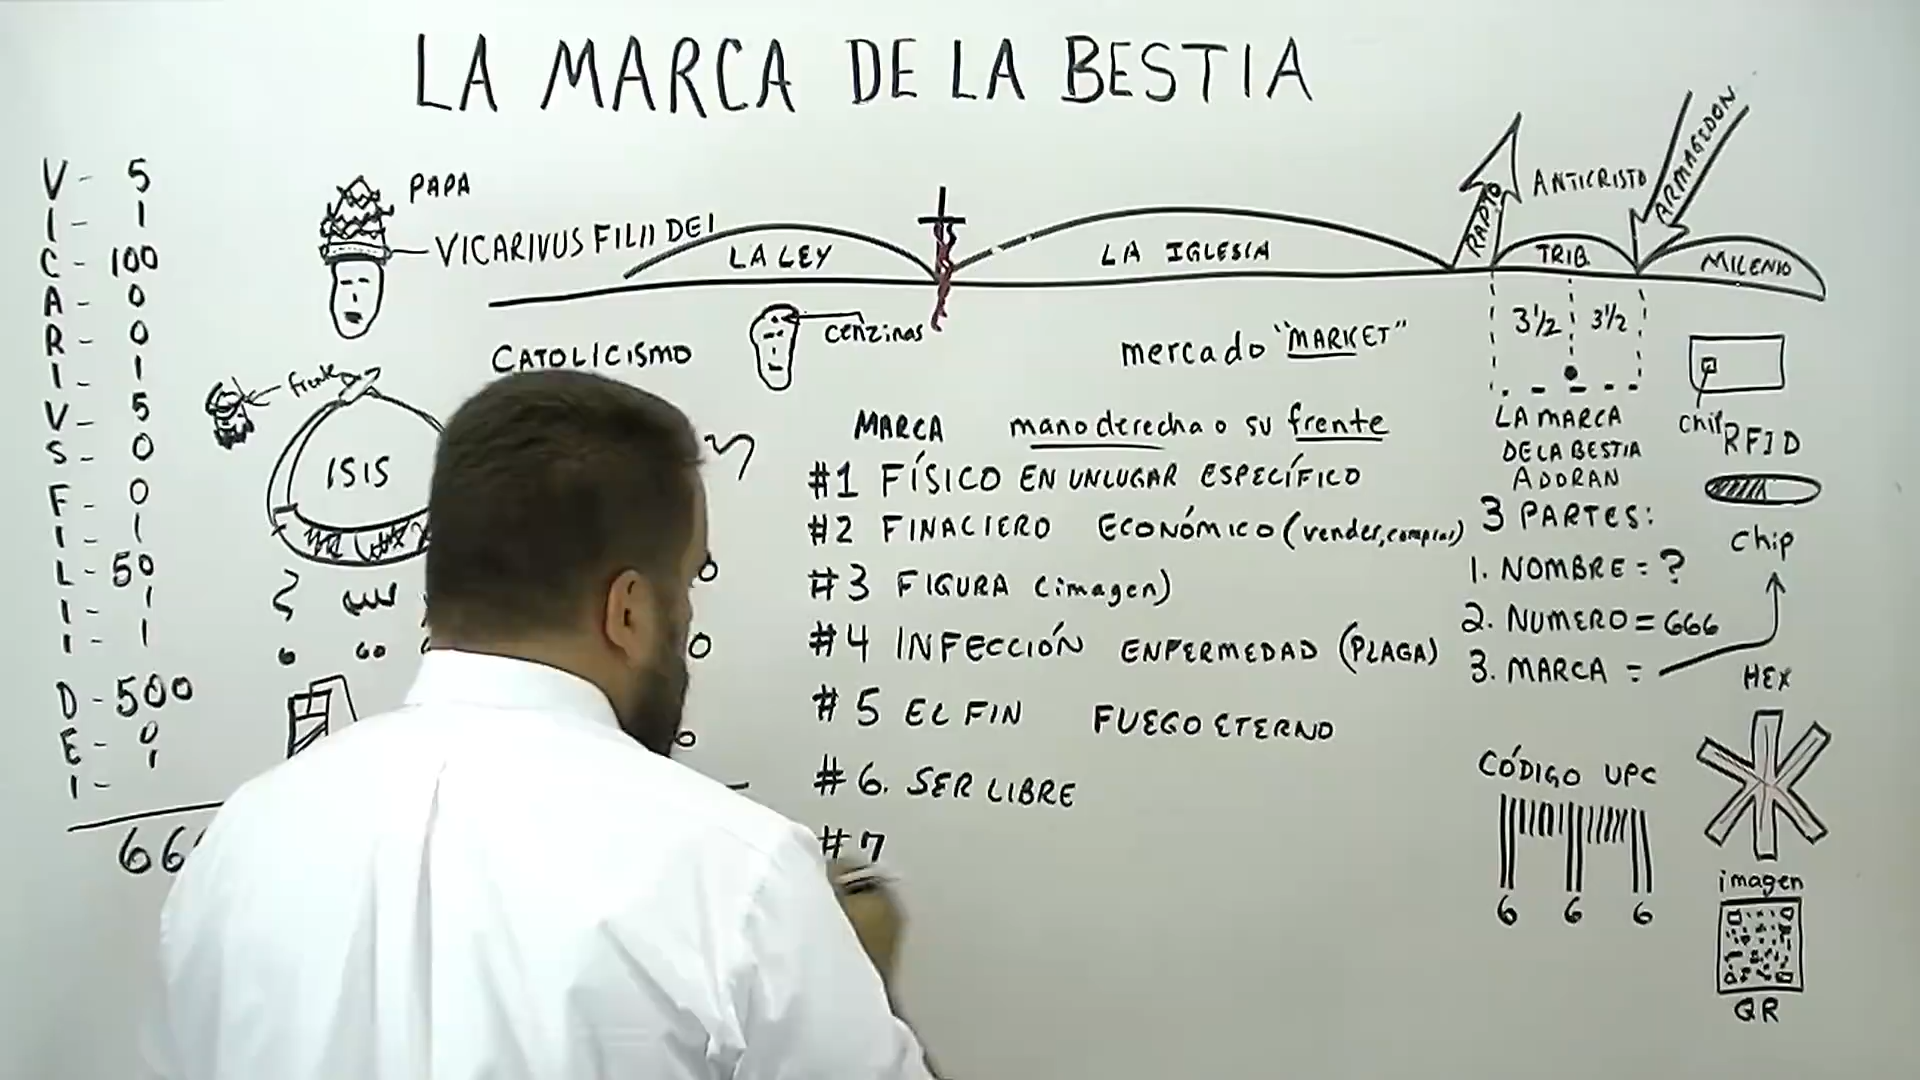 LA MARCA DE LA BESTIA
V - 5
I - 1
C - 100
A - 0
R - 0
I - 1
V - 5
S - 0
F - 0
I - 1
L - 50
I - 1
I - 1
D - 500
E - 0
I - 1
66
PAPA
VICARIVUS FILII DEI
LA LEY
LA IGLESIA
RAPTO
ANTICRISTO
TRIB.
ARMAGEDON
MILENIO
3½
3½
CATOLICISMO
cenzinas
mercado "MARKET"
frente
ISIS
6 60
0
0
MARCA mano derecha o su frente
#1 FÍSICO EN UN LUGAR ESPECÍFICO
#2 FINACIERO ECONÓMICO (vender, comprar)
#3 FIGURA (imagen)
#4 INFECCIÓN ENFERMEDAD (PLAGA)
#5 EL FIN FUEGO ETERNO
#6. SER LIBRE
#7
LA MARCA
DE LA BESTIA
ADORAN
3 PARTES:
1. NOMBRE = ?
2. NUMERO = 666
3. MARCA =
chip
RFID
chip
HEX
CÓDIGO UPC
6 6 6
imagen
QR